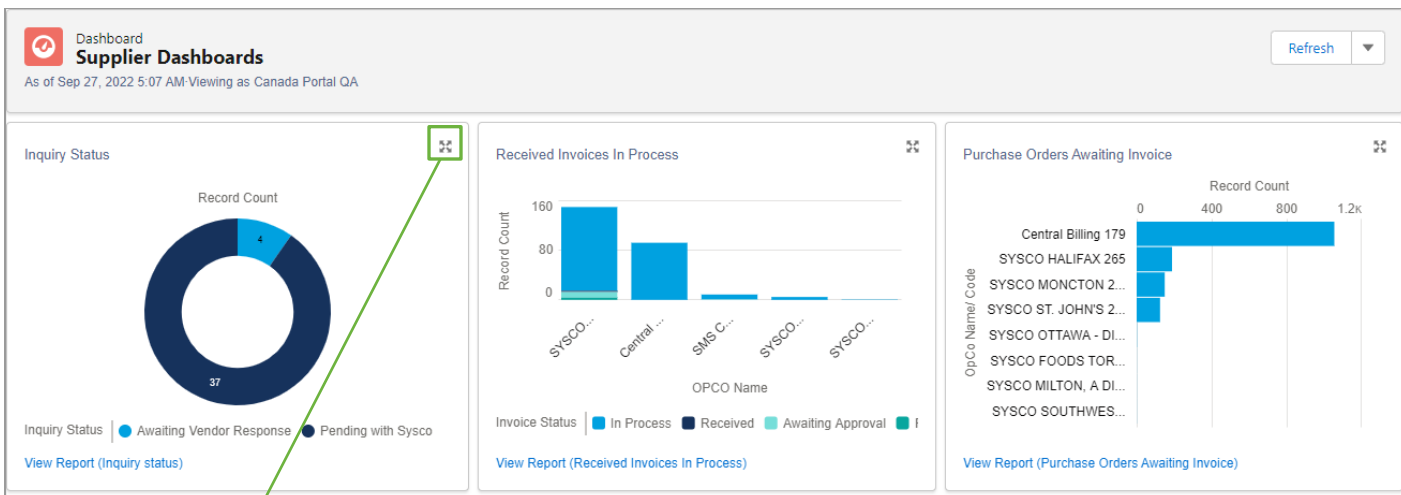 Dashboard
Supplier Dashboards
As of Sep 27, 2022 5:07 AM·Viewing as Canada Portal QA
Refresh
Inquiry Status
Record Count
4
37
Inquiry Status
Awaiting Vendor Response
Pending with Sysco
View Report (Inquiry status)
Received Invoices In Process
Record Count
160
80
0
SYSCO...
Central ...
SMS C...
SYSCO...
SYSCO...
OPCO Name
Invoice Status
In Process
Received
Awaiting Approval
View Report (Received Invoices In Process)
Purchase Orders Awaiting Invoice
Record Count
0
400
800
1.2K
OpCo Name/ Code
Central Billing 179
SYSCO HALIFAX 265
SYSCO MONCTON 2...
SYSCO ST. JOHN'S 2...
SYSCO OTTAWA - DI...
SYSCO FOODS TOR...
SYSCO MILTON, A DI...
SYSCO SOUTHWES...
View Report (Purchase Orders Awaiting Invoice)